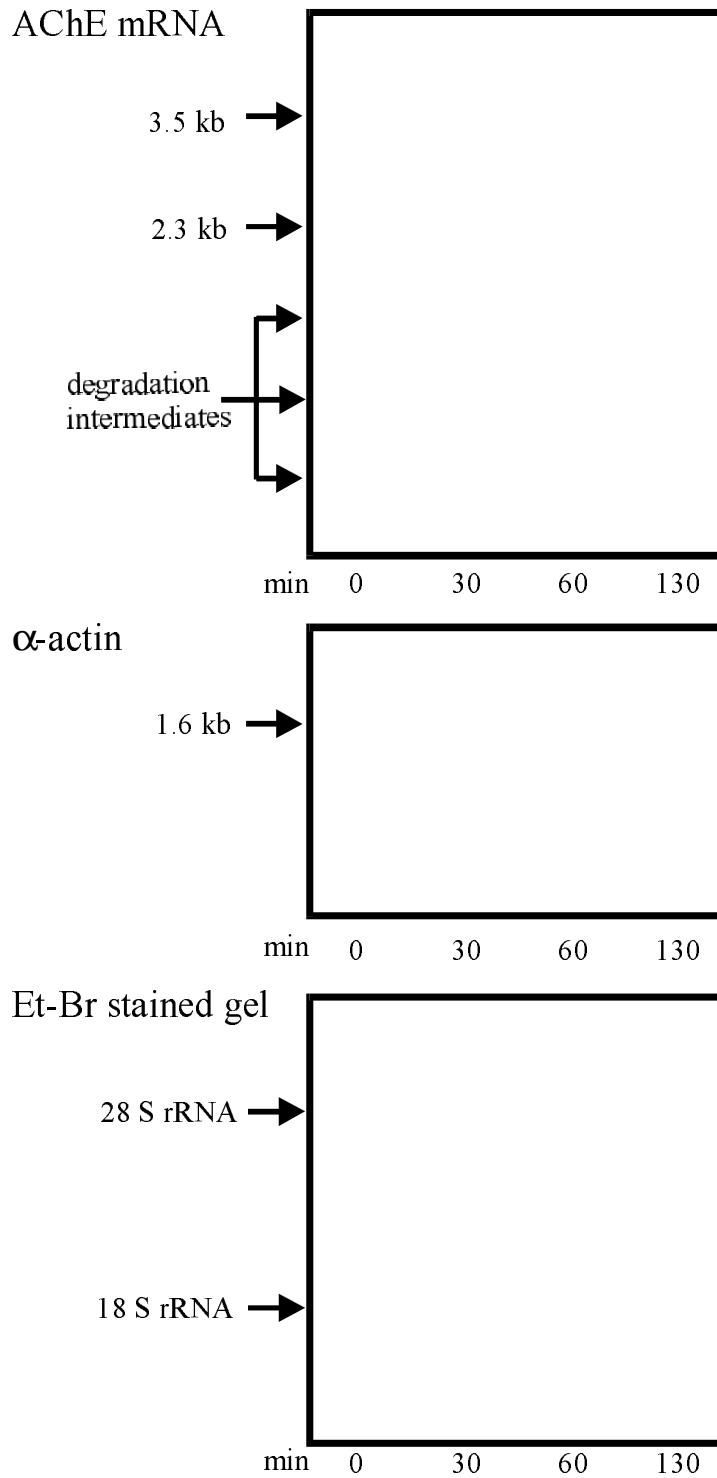 AChE mRNA
3.5 kb
2.3 kb
degradation
intermediates
min 0 30 60 130
α-actin
1.6 kb
min 0 30 60 130
Et-Br stained gel
28 S rRNA
18 S rRNA
min 0 30 60 130